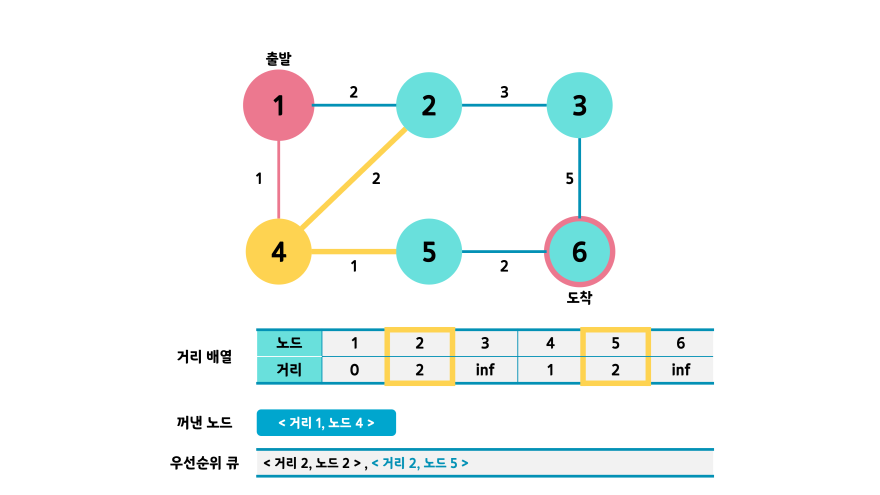 출발
1 2 2 3 3
1 2 5
4 1 5 2 6
도착
거리 배열
노드 1 2 3 4 5 6
거리 0 2 inf 1 2 inf
꺼낸 노드 < 거리 1, 노드 4 >
우선순위 큐 < 거리 2, 노드 2 > , < 거리 2, 노드 5 >